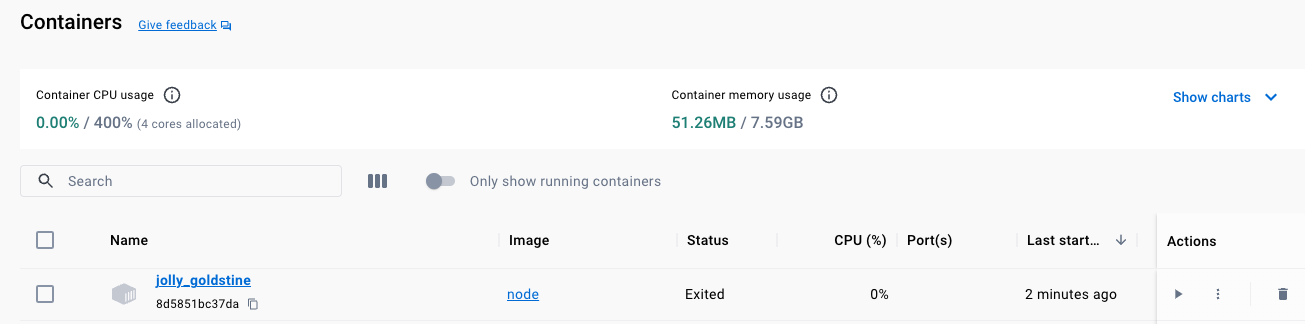 Containers Give feedback
Container CPU usage
0.00% / 400% (4 cores allocated)
Container memory usage
51.26MB / 7.59GB
Show charts
Search
Only show running containers
Name Image Status CPU (%) Port(s) Last start... Actions
jolly_goldstine
8d5851bc37da
node Exited 0% 2 minutes ago